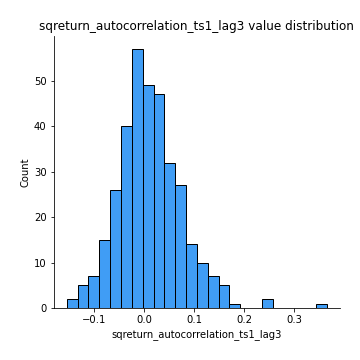 sqreturn_autocorrelation_ts1_lag3 value distribution
Count
50
40
30
20
10
0
−0.1 0.0 0.1 0.2 0.3
sqreturn_autocorrelation_ts1_lag3